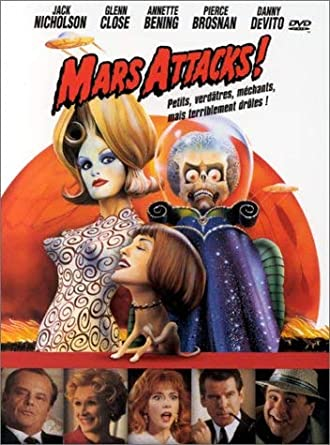 JACK GLENN ANNETTE PIERCE DANNY
NICHOLSON CLOSE BENING BROSNAN DEVITO
DVD
MARS ATTACKS!
Petits, verdâtres, méchants,
mais terriblement drôles !